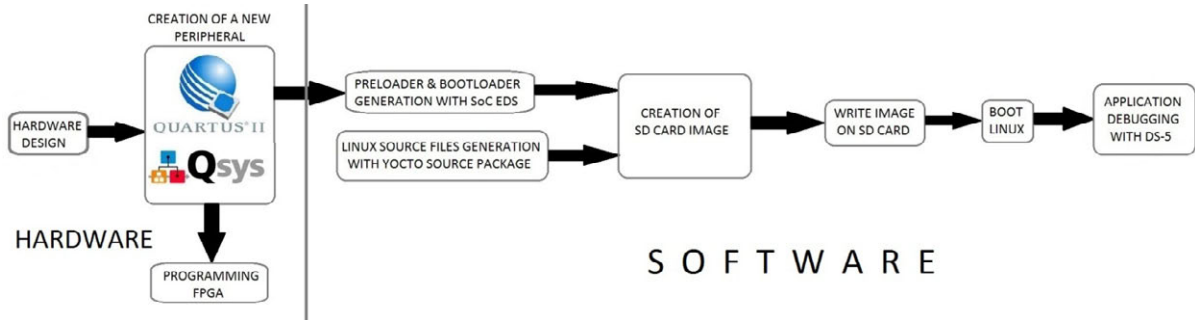 CREATION OF A NEW
PERIPHERAL
QUARTUS® II
Qsys
HARDWARE
DESIGN
HARDWARE
PROGRAMMING
FPGA
PRELOADER & BOOTLOADER
GENERATION WITH SoC EDS
LINUX SOURCE FILES GENERATION
WITH YOCTO SOURCE PACKAGE
CREATION OF
SD CARD IMAGE
WRITE IMAGE
ON SD CARD
BOOT
LINUX
APPLICATION
DEBUGGING
WITH DS-5
S O F T W A R E